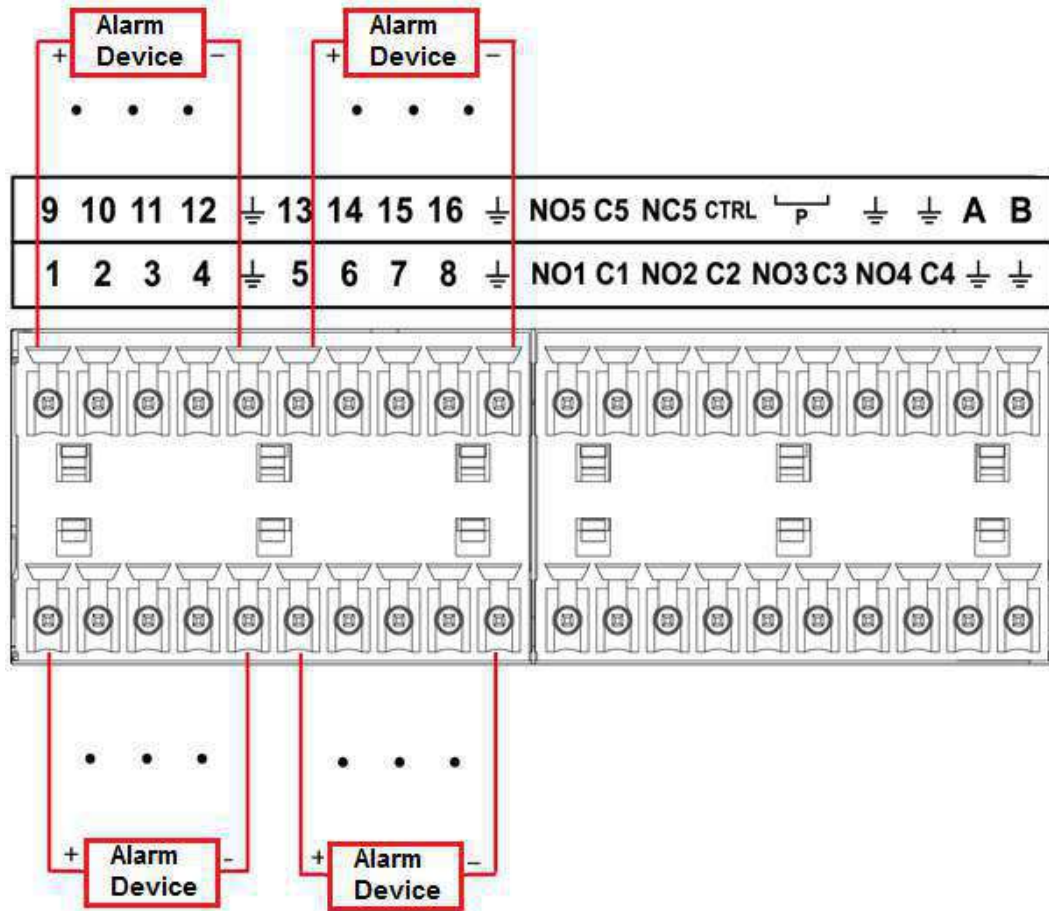 Alarm Device
+ -
Alarm Device
+ -
9 10 11 12 ⏚ 13 14 15 16 ⏚ NO5 C5 NC5 CTRL P ⏚ ⏚ A B
1 2 3 4 ⏚ 5 6 7 8 ⏚ NO1 C1 NO2 C2 NO3 C3 NO4 C4 ⏚ ⏚
+ -
Alarm Device
+ -
Alarm Device